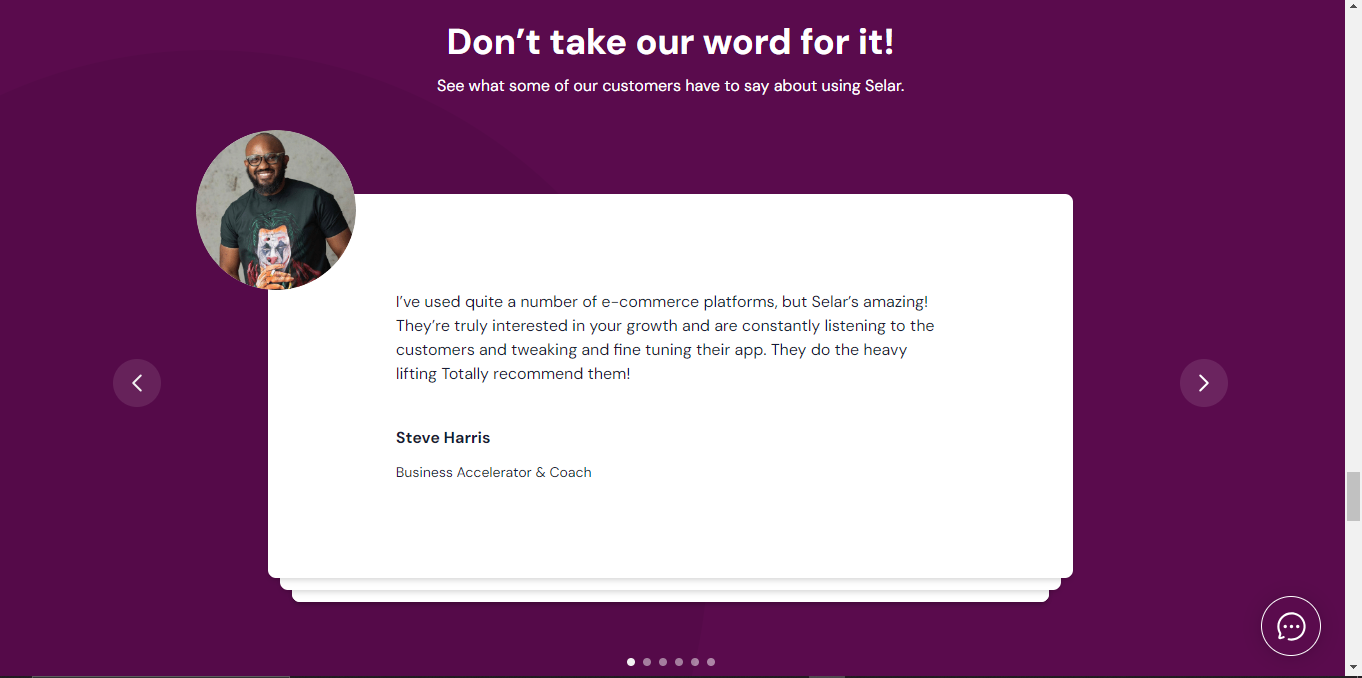 Don’t take our word for it!
See what some of our customers have to say about using Selar.
I’ve used quite a number of e-commerce platforms, but Selar’s amazing!
They’re truly interested in your growth and are constantly listening to the
customers and tweaking and fine tuning their app. They do the heavy
lifting Totally recommend them!
Steve Harris
Business Accelerator & Coach